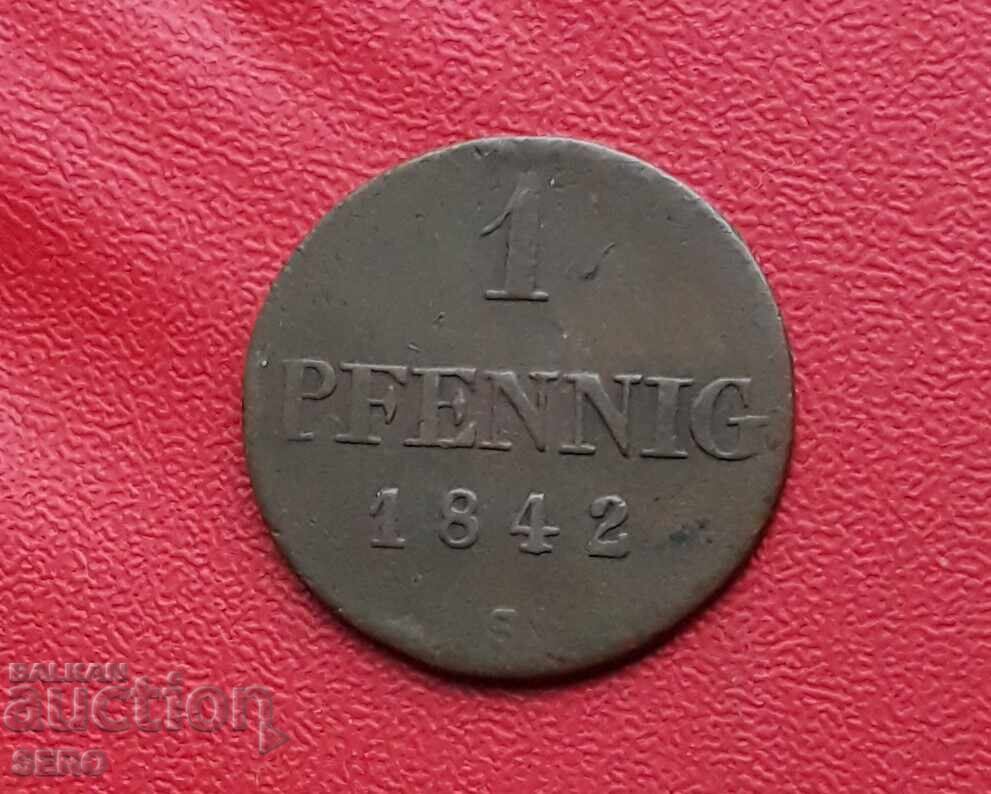 1
PFENNIG
1842
S
BALKAN
auction
SERO